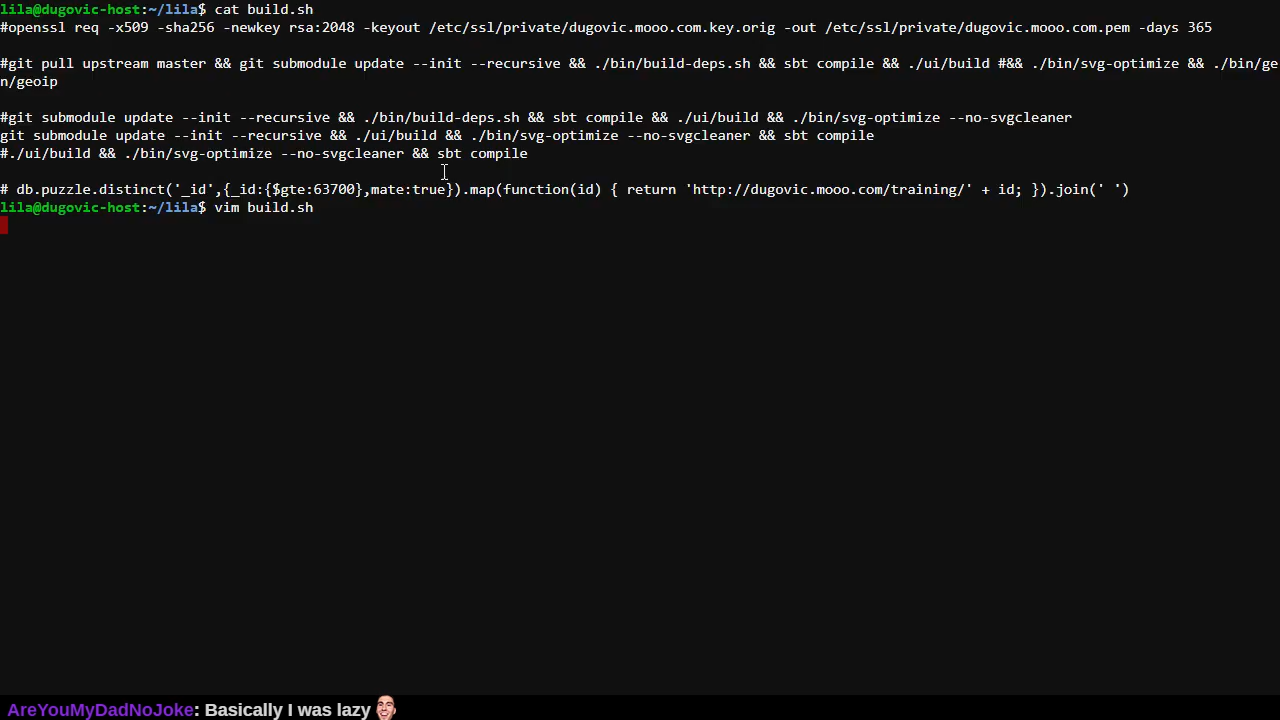 lila@dugovic-host:~/lila$ cat build.sh
#openssl req -x509 -sha256 -newkey rsa:2048 -keyout /etc/ssl/private/dugovic.mooo.com.key.orig -out /etc/ssl/private/dugovic.mooo.com.pem -days 365
#git pull upstream master && git submodule update --init --recursive && ./bin/build-deps.sh && sbt compile && ./ui/build #&& ./bin/svg-optimize && ./bin/ge
n/geoip
#git submodule update --init --recursive && ./bin/build-deps.sh && sbt compile && ./ui/build && ./bin/svg-optimize --no-svgcleaner
git submodule update --init --recursive && ./ui/build && ./bin/svg-optimize --no-svgcleaner && sbt compile
#./ui/build && ./bin/svg-optimize --no-svgcleaner && sbt compile
# db.puzzle.distinct('_id',{_id:{$gte:63700},mate:true}).map(function(id) { return 'http://dugovic.mooo.com/training/' + id; }).join(' ')
lila@dugovic-host:~/lila$ vim build.sh
AreYouMyDadNoJoke: Basically I was lazy